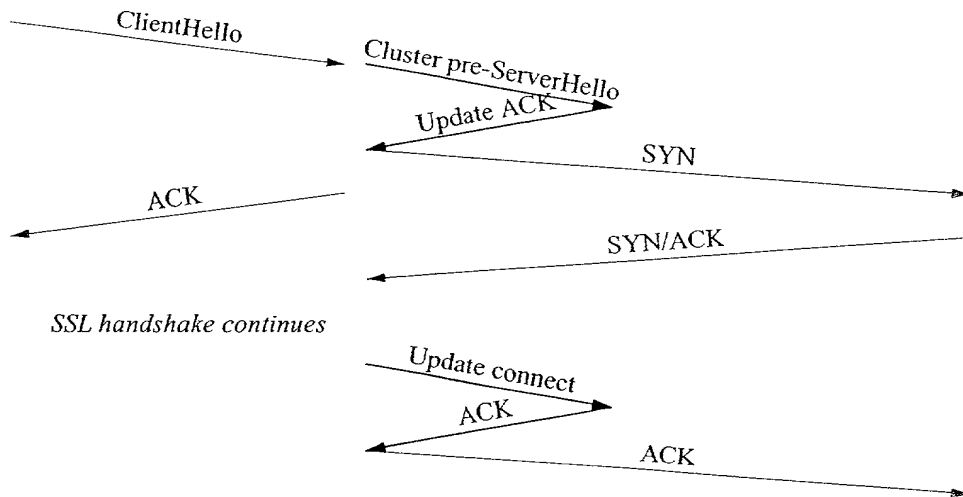 ClientHello
Cluster pre-ServerHello
Update ACK
SYN
ACK
SYN/ACK
SSL handshake continues
Update connect
ACK
ACK